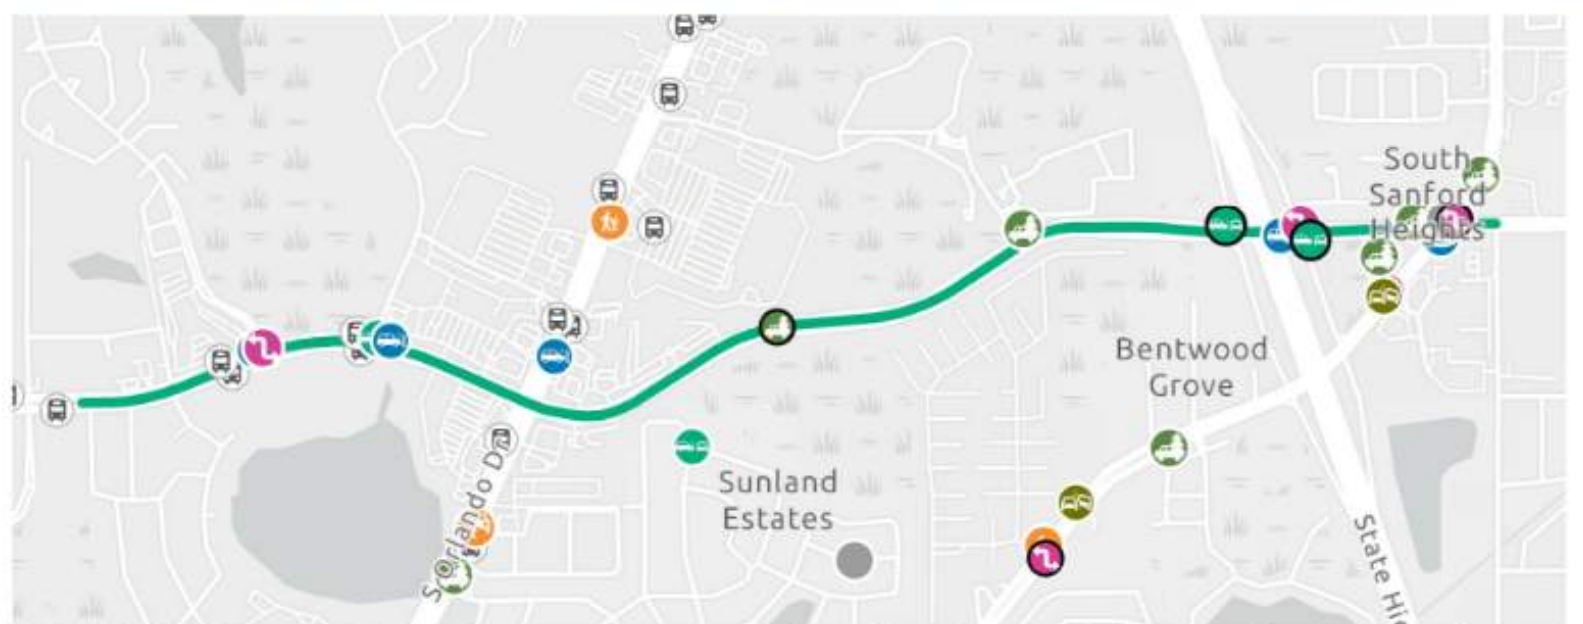 South
Sanford
Heights
Bentwood
Grove
Sunland
Estates
S Orlando Dr
State Hi